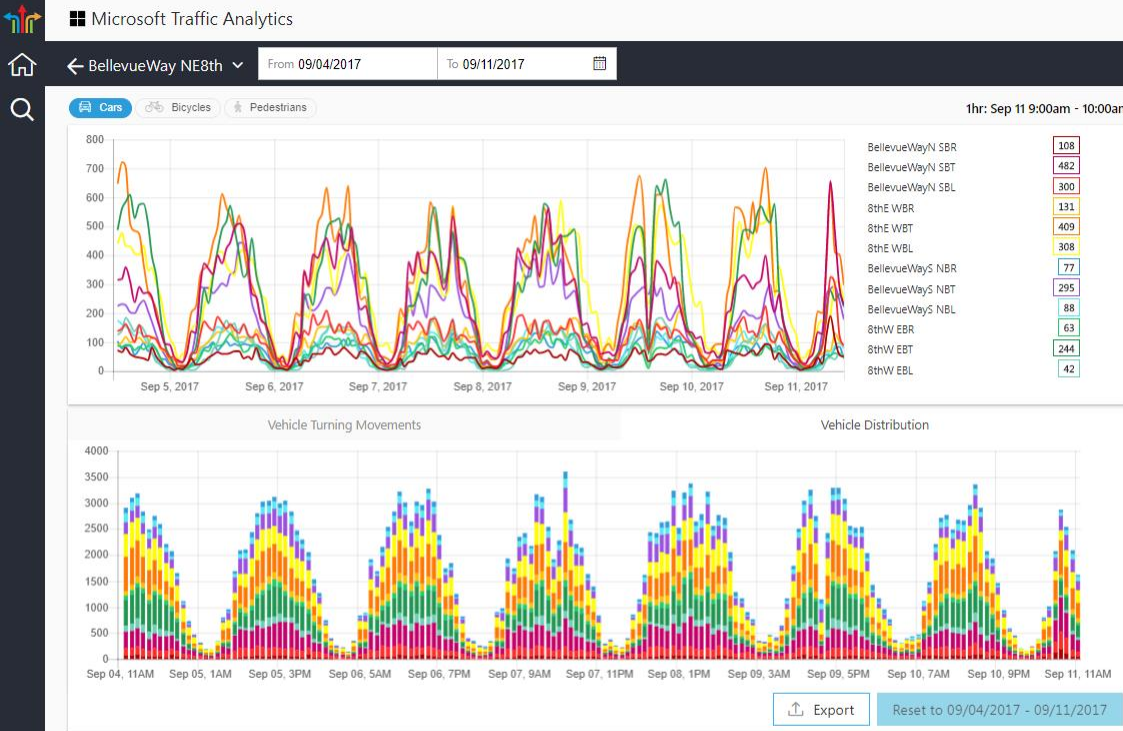 Microsoft Traffic Analytics
BellevueWay NE8th
From 09/04/2017
To 09/11/2017
Cars
Bicycles
Pedestrians
1hr: Sep 11 9:00am - 10:00am
800
700
600
500
400
300
200
100
0
Sep 5, 2017 Sep 6, 2017 Sep 7, 2017 Sep 8, 2017 Sep 9, 2017 Sep 10, 2017 Sep 11, 2017
BellevueWayN SBR 108
BellevueWayN SBT 482
BellevueWayN SBL 300
8thE WBR 131
8thE WBT 409
8thE WBL 308
BellevueWayS NBR 77
BellevueWayS NBT 295
BellevueWayS NBL 88
8thW EBR 63
8thW EBT 244
8thW EBL 42
Vehicle Turning Movements
Vehicle Distribution
4000
3500
3000
2500
2000
1500
1000
500
0
Sep 04, 11AM Sep 05, 1AM Sep 05, 3PM Sep 06, 5AM Sep 06, 7PM Sep 07, 9AM Sep 07, 11PM Sep 08, 1PM Sep 09, 3AM Sep 09, 5PM Sep 10, 7AM Sep 10, 9PM Sep 11, 11AM
Export
Reset to 09/04/2017 - 09/11/2017